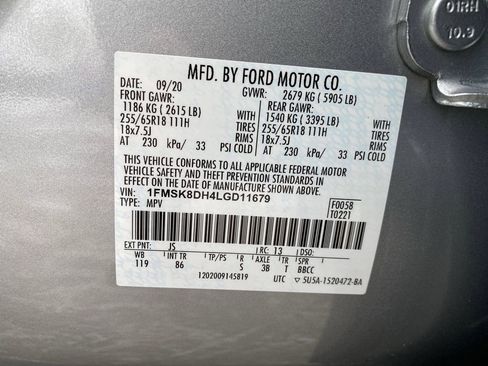 01RH
10.9
MFD. BY FORD MOTOR CO.
DATE: 09/20 GVWR: 2679 KG ( 5905 LB)
FRONT GAWR: REAR GAWR:
1186 KG ( 2615 LB) WITH 1540 KG ( 3395 LB) WITH
255/65R18 111H TIRES 255/65R18 111H TIRES
18x7.5J RIMS 18x7.5J RIMS
AT 230 kPa/ 33 PSI COLD AT 230 kPa/ 33 PSI COLD
THIS VEHICLE CONFORMS TO ALL APPLICABLE FEDERAL MOTOR
VEHICLE SAFETY AND THEFT PREVENTION STANDARDS IN
EFFECT ON THE DATE OF MANUFACTURE SHOWN ABOVE.
VIN: 1FMSK8DH4LGD11679 F0058
TYPE: MPV T0221
EXT PNT: JS RC: 13 DSO:
WB INT TR TP/PS R AXLE TR SPR
119 86 S 3B T BBCC
1202009145819 UTC ▽ 5U5A-1520472-BA